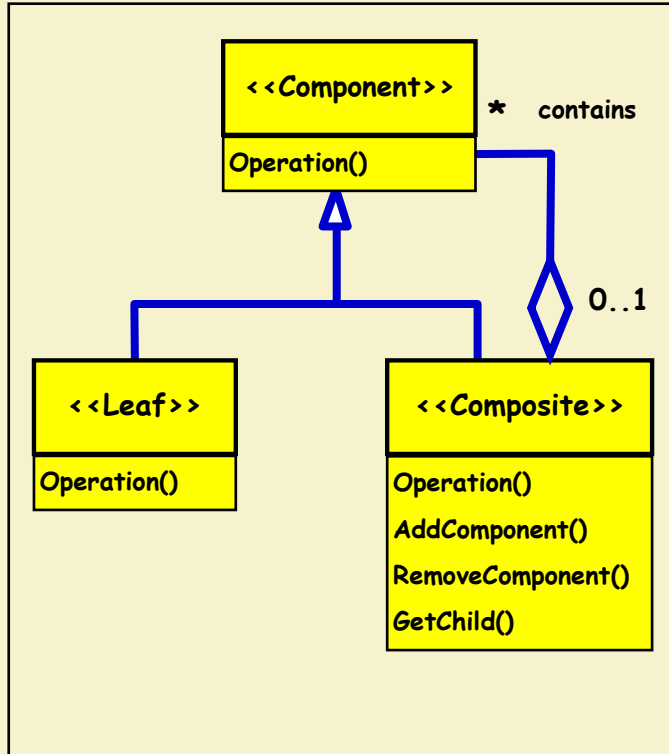 <<Component>>
* contains
Operation()
0..1
<<Leaf>>
Operation()
<<Composite>>
Operation()
AddComponent()
RemoveComponent()
GetChild()